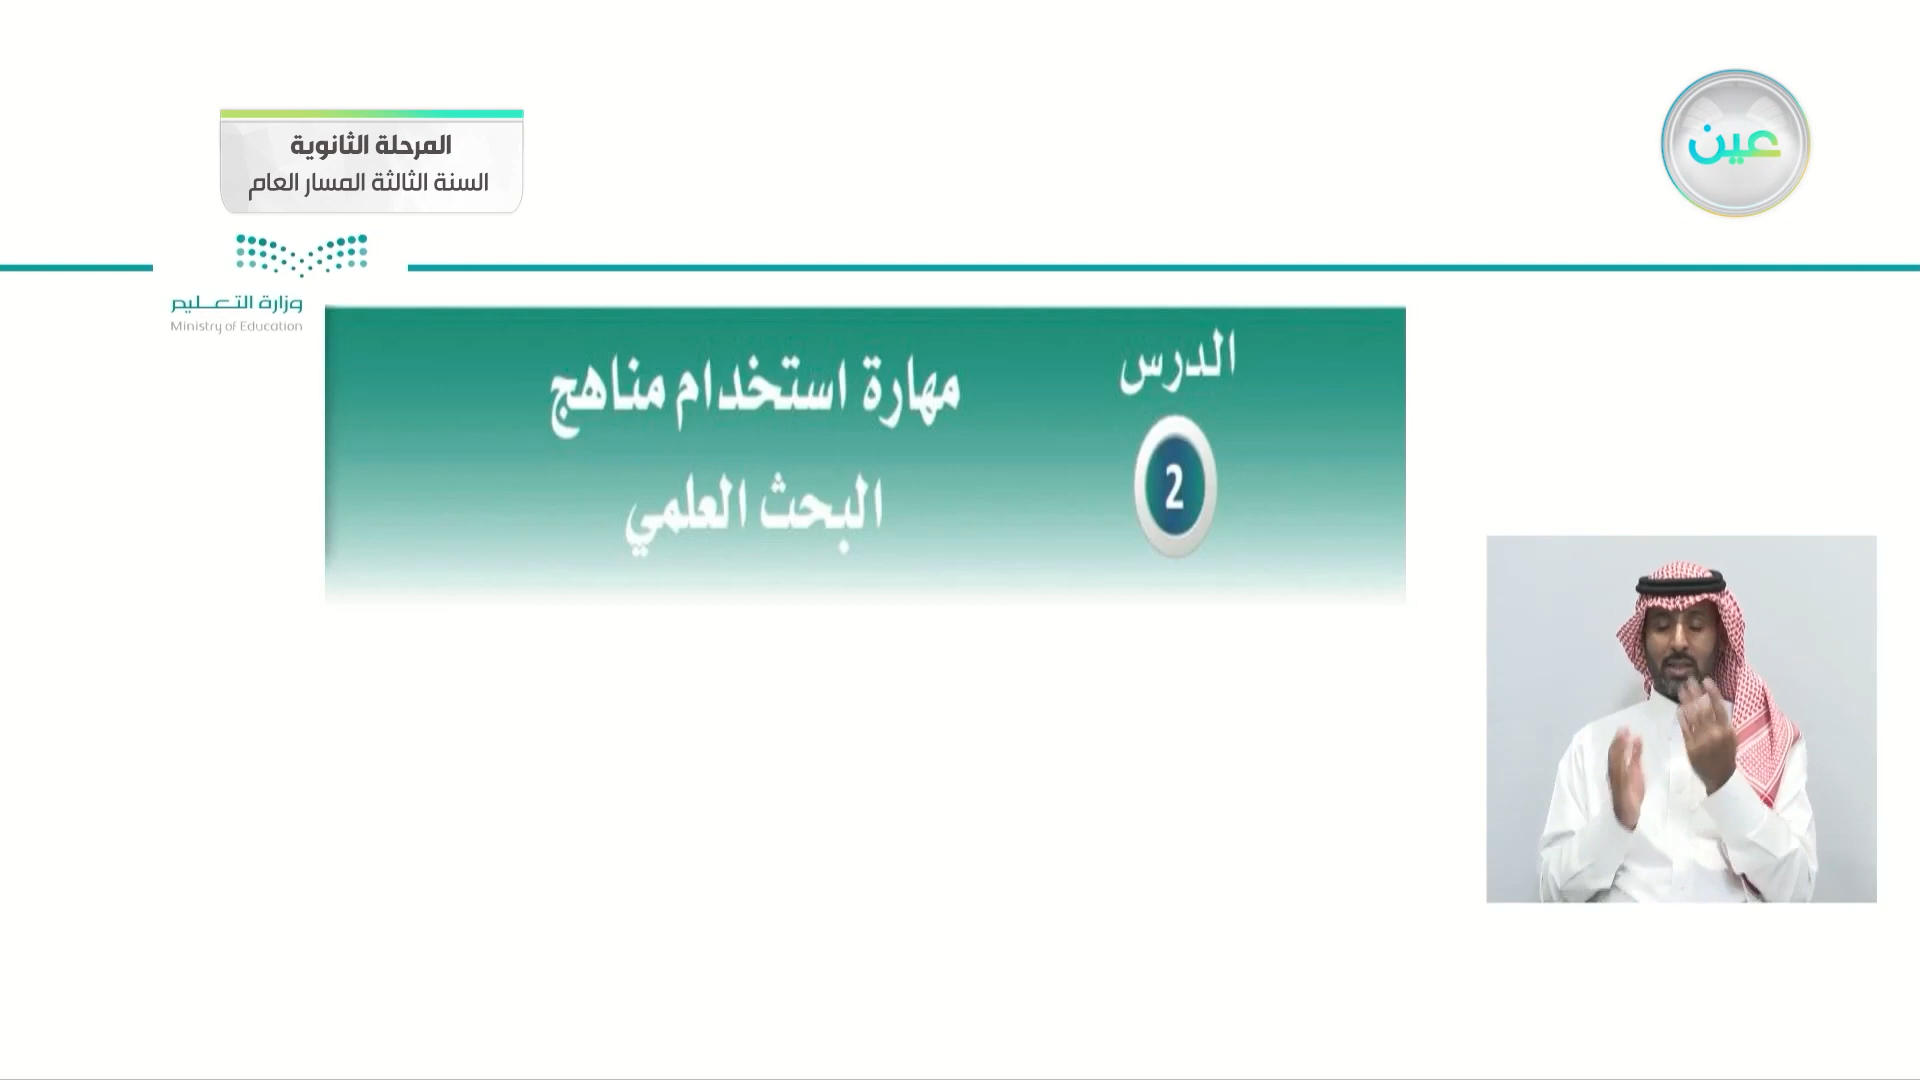 المرحلة الثانوية
السنة الثالثة المسار العام
عين
وزارة التعليم
Ministry of Education
الدرس
2
مهارة استخدام مناهج
البحث العلمي